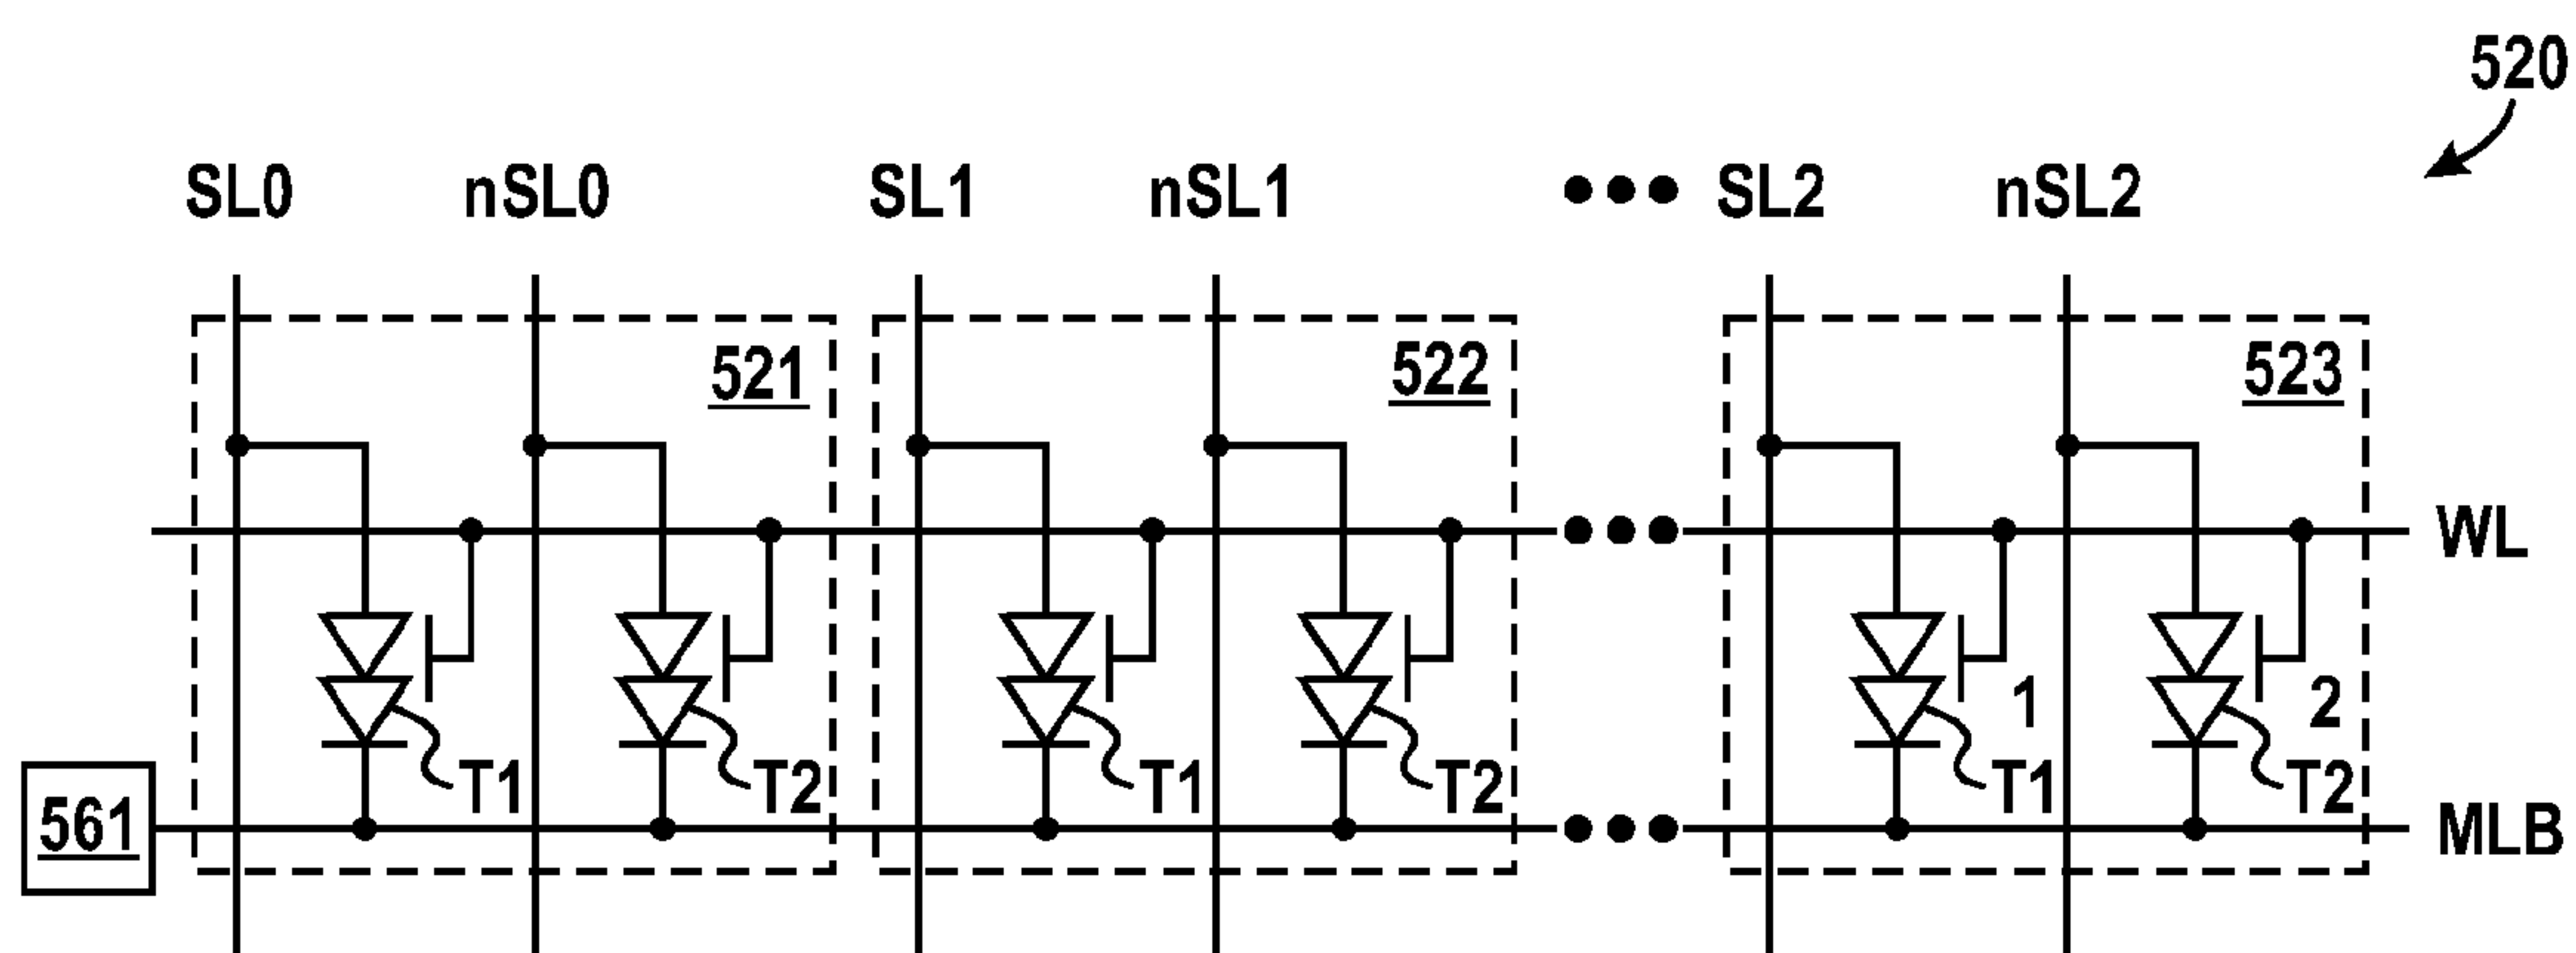 520
SL0 nSL0 SL1 nSL1 ••• SL2 nSL2
521 522 523
••• WL
1 2
T1 T2 T1 T2 T1 T2
561 ••• MLB